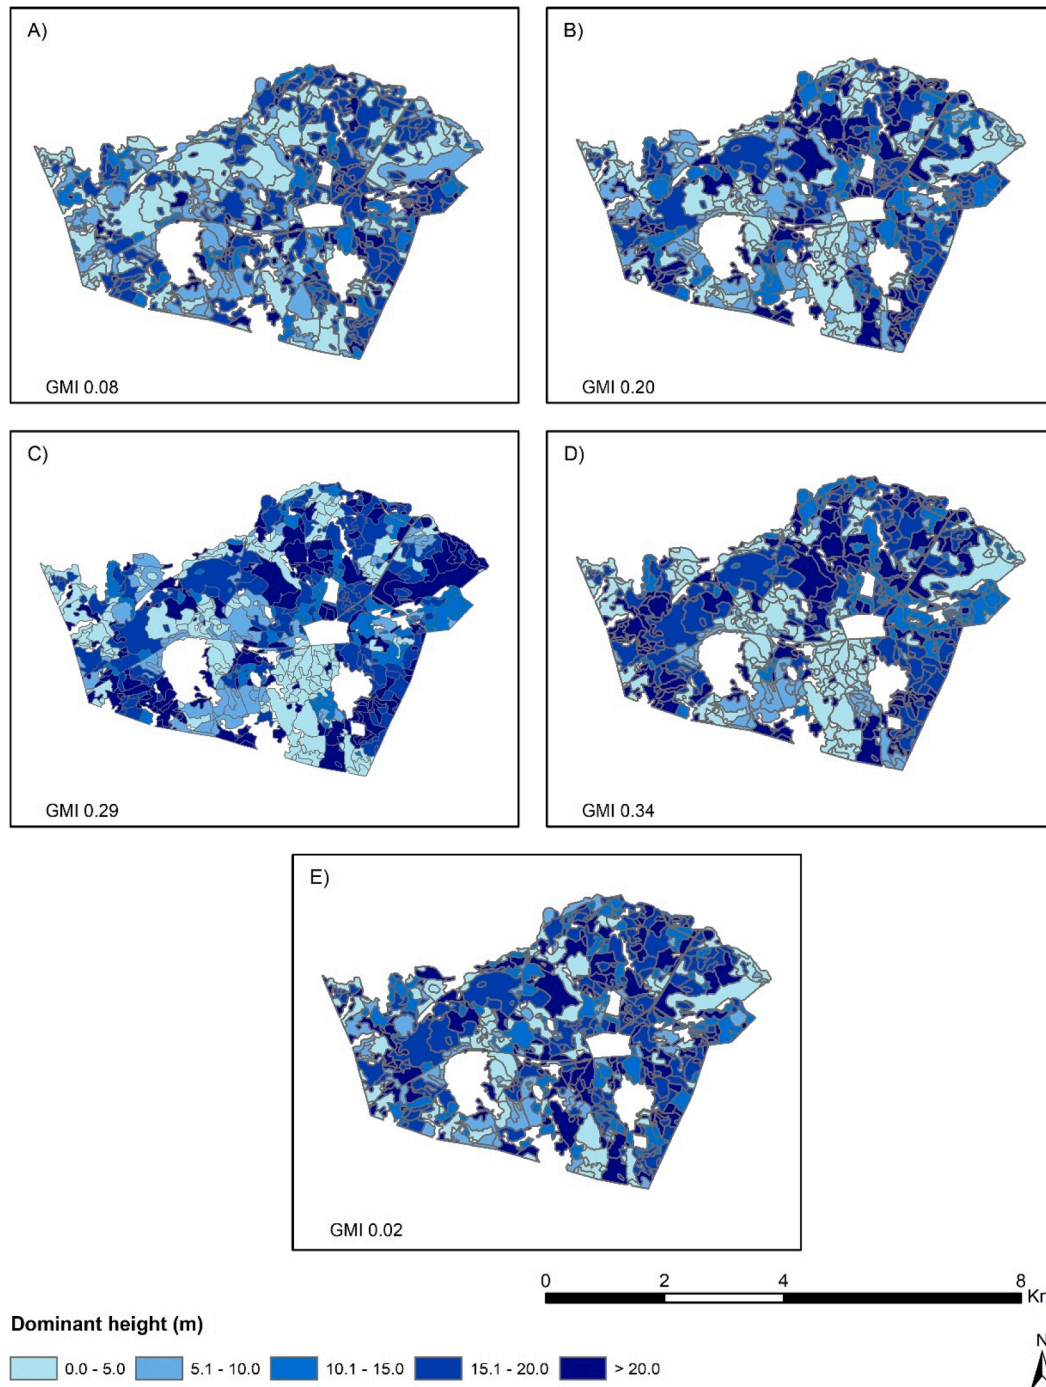 A)
B)
GMI 0.08
GMI 0.20
C)
D)
GMI 0.29
GMI 0.34
E)
GMI 0.02
0 2 4 8
Dominant height (m)
0.0 - 5.0 5.1 - 10.0 10.1 - 15.0 15.1 - 20.0 > 20.0
N